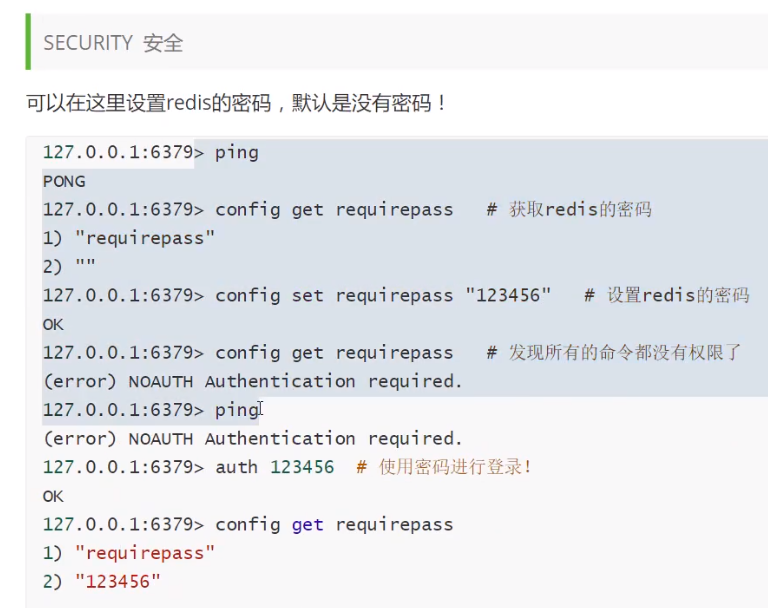 SECURITY 安全
可以在这里设置redis的密码，默认是没有密码！
127.0.0.1:6379> ping
PONG
127.0.0.1:6379> config get requirepass   # 获取redis的密码
1) "requirepass"
2) ""
127.0.0.1:6379> config set requirepass "123456"   # 设置redis的密码
OK
127.0.0.1:6379> config get requirepass   # 发现所有的命令都没有权限了
(error) NOAUTH Authentication required.
127.0.0.1:6379> ping
(error) NOAUTH Authentication required.
127.0.0.1:6379> auth 123456  # 使用密码进行登录！
OK
127.0.0.1:6379> config get requirepass
1) "requirepass"
2) "123456"